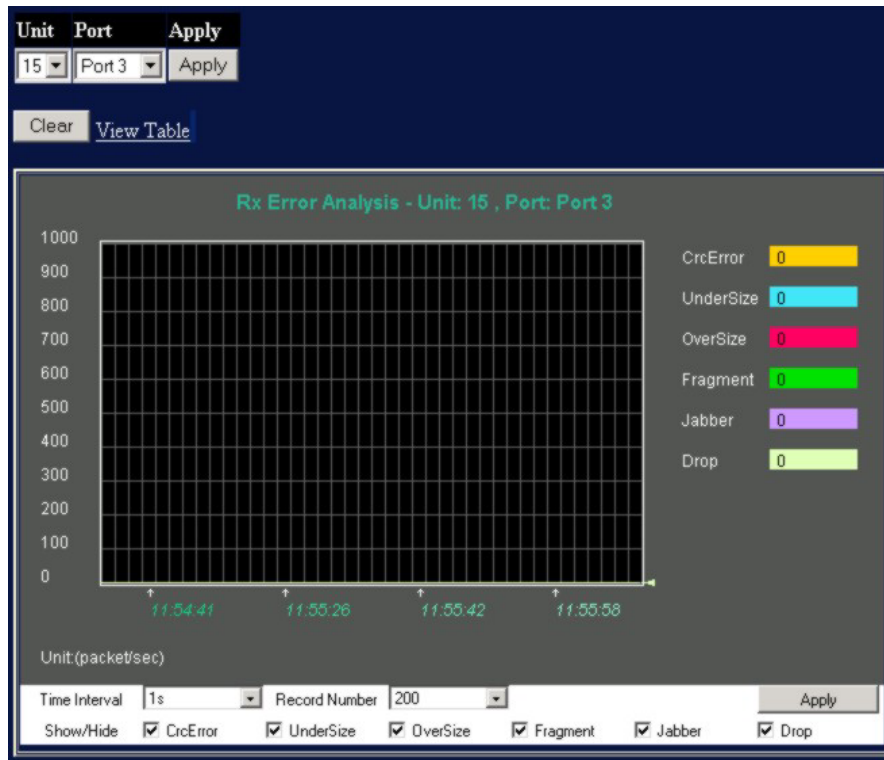 Unit Port Apply
15 Port 3 Apply
Clear View Table
Rx Error Analysis - Unit: 15 , Port: Port 3
1000
900
800
700
600
500
400
300
200
100
0
CrcError 0
UnderSize 0
OverSize 0
Fragment 0
Jabber 0
Drop 0
11:54:41 11:55:26 11:55:42 11:55:58
Unit:(packet/sec)
Time Interval 1s Record Number 200 Apply
Show/Hide CrcError UnderSize OverSize Fragment Jabber Drop